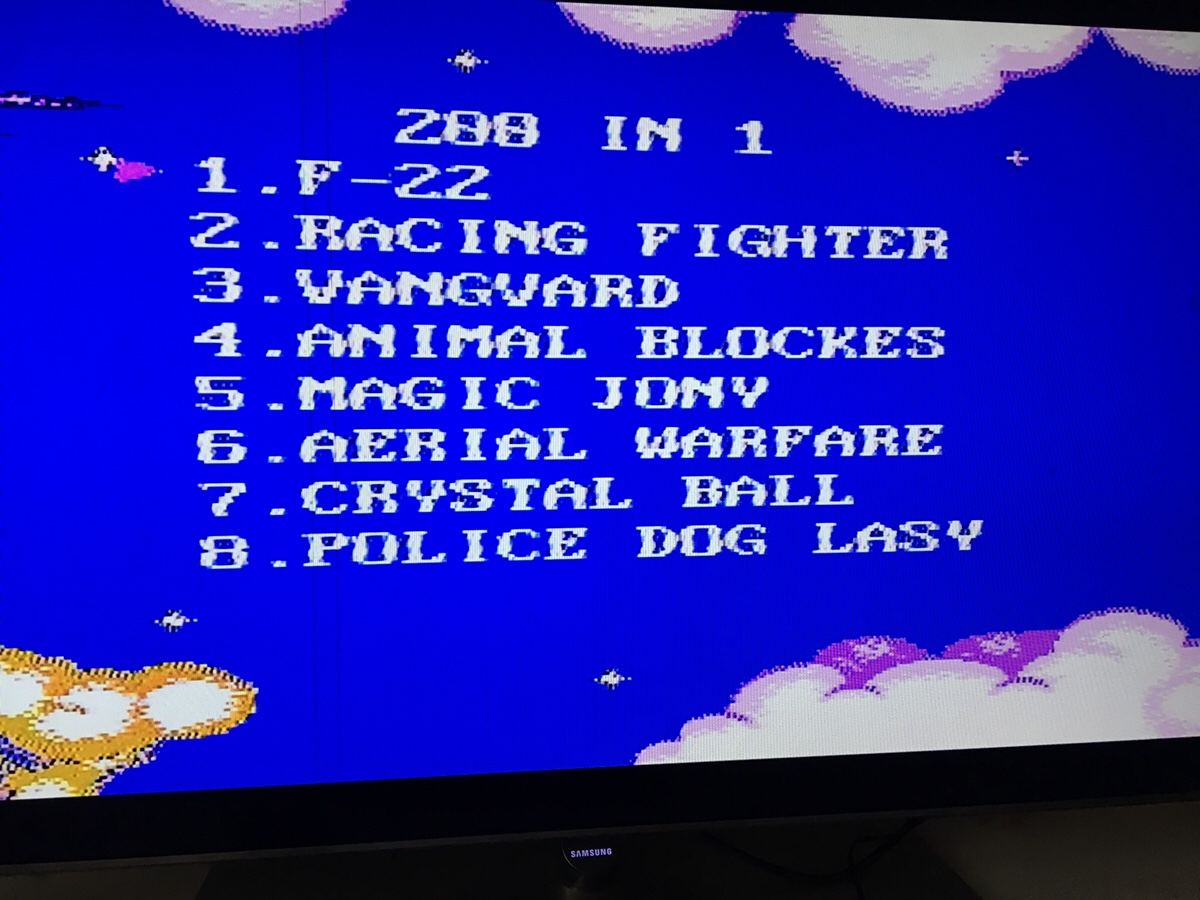 288 IN 1
1.F-22
2.RACING FIGHTER
3.VANGVARD
4.ANIMAL BLOCKES
5.MAGIC JONY
6.AERIAL WARFARE
7.CRYSTAL BALL
8.POLICE DOG LASY
SAMSUNG